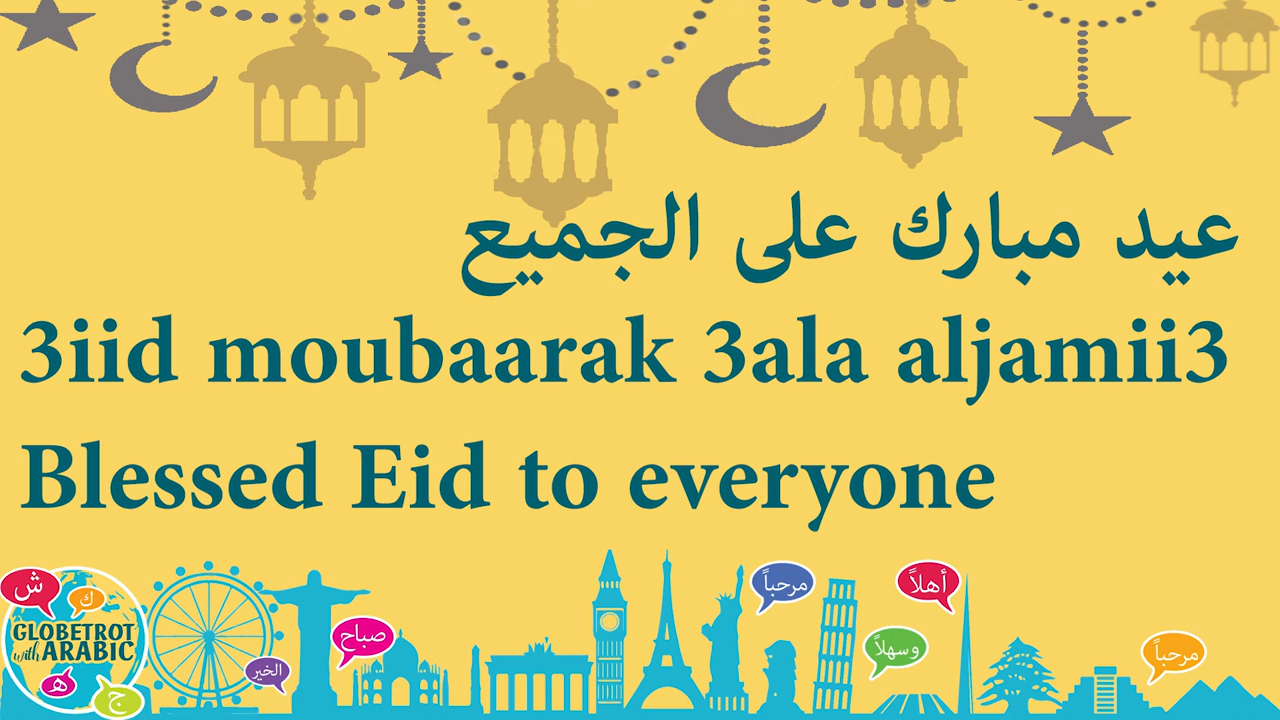 عيد مبارك على الجميع
3iid moubaarak 3ala aljamii3
Blessed Eid to everyone
ش
ك
GLOBETROT
with ARABIC
ه
ج
الخير
صباح
مرحباً
وسهلاً
أهلاً
مرحباً